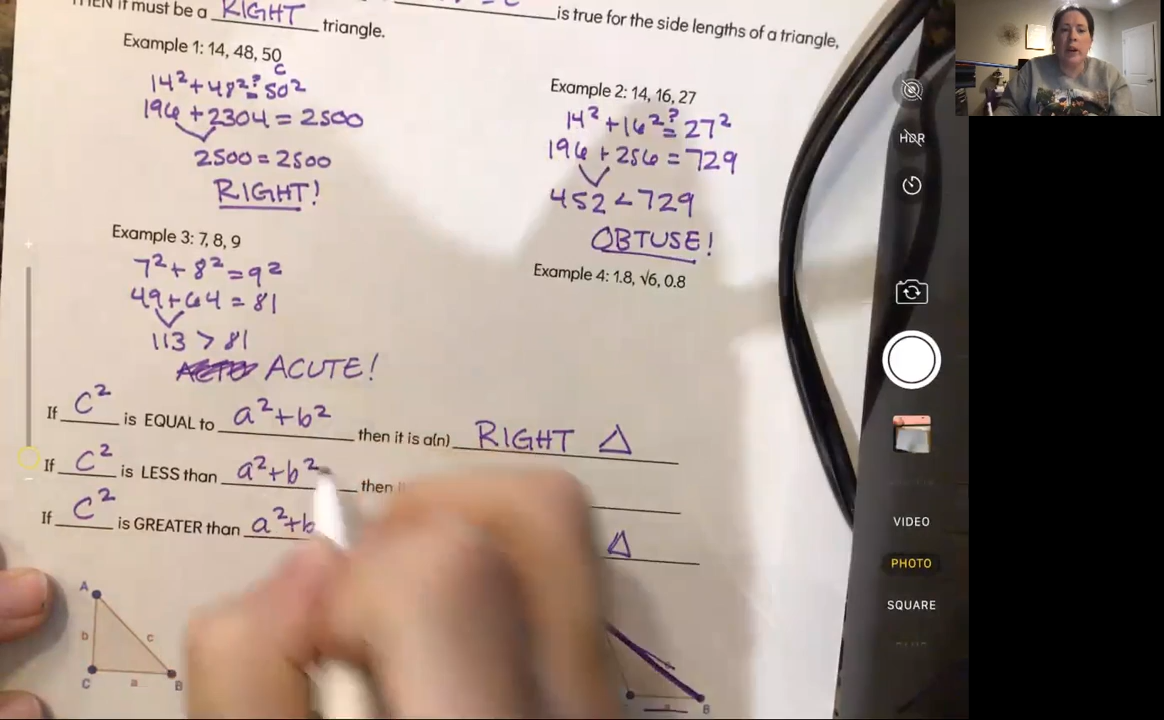 THEN it must be a RIGHT triangle.
is true for the side lengths of a triangle,
Example 1: 14, 48, 50
c
14² + 48² ?= 50²
196 + 2304 = 2500
2500 = 2500
RIGHT!
Example 2: 14, 16, 27
14² + 16² ?= 27²
196 + 256 = 729
452 < 729
OBTUSE!
Example 3: 7, 8, 9
7² + 8² = 9²
49 + 64 = 81
113 > 81
ACUTE!
Example 4: 1.8, √6, 0.8
If c² is EQUAL to a² + b² then it is a(n) RIGHT △
If c² is LESS than a² + b² then
If c² is GREATER than a² + b △
A
b c
C a B
a B
HDR
VIDEO
PHOTO
SQUARE